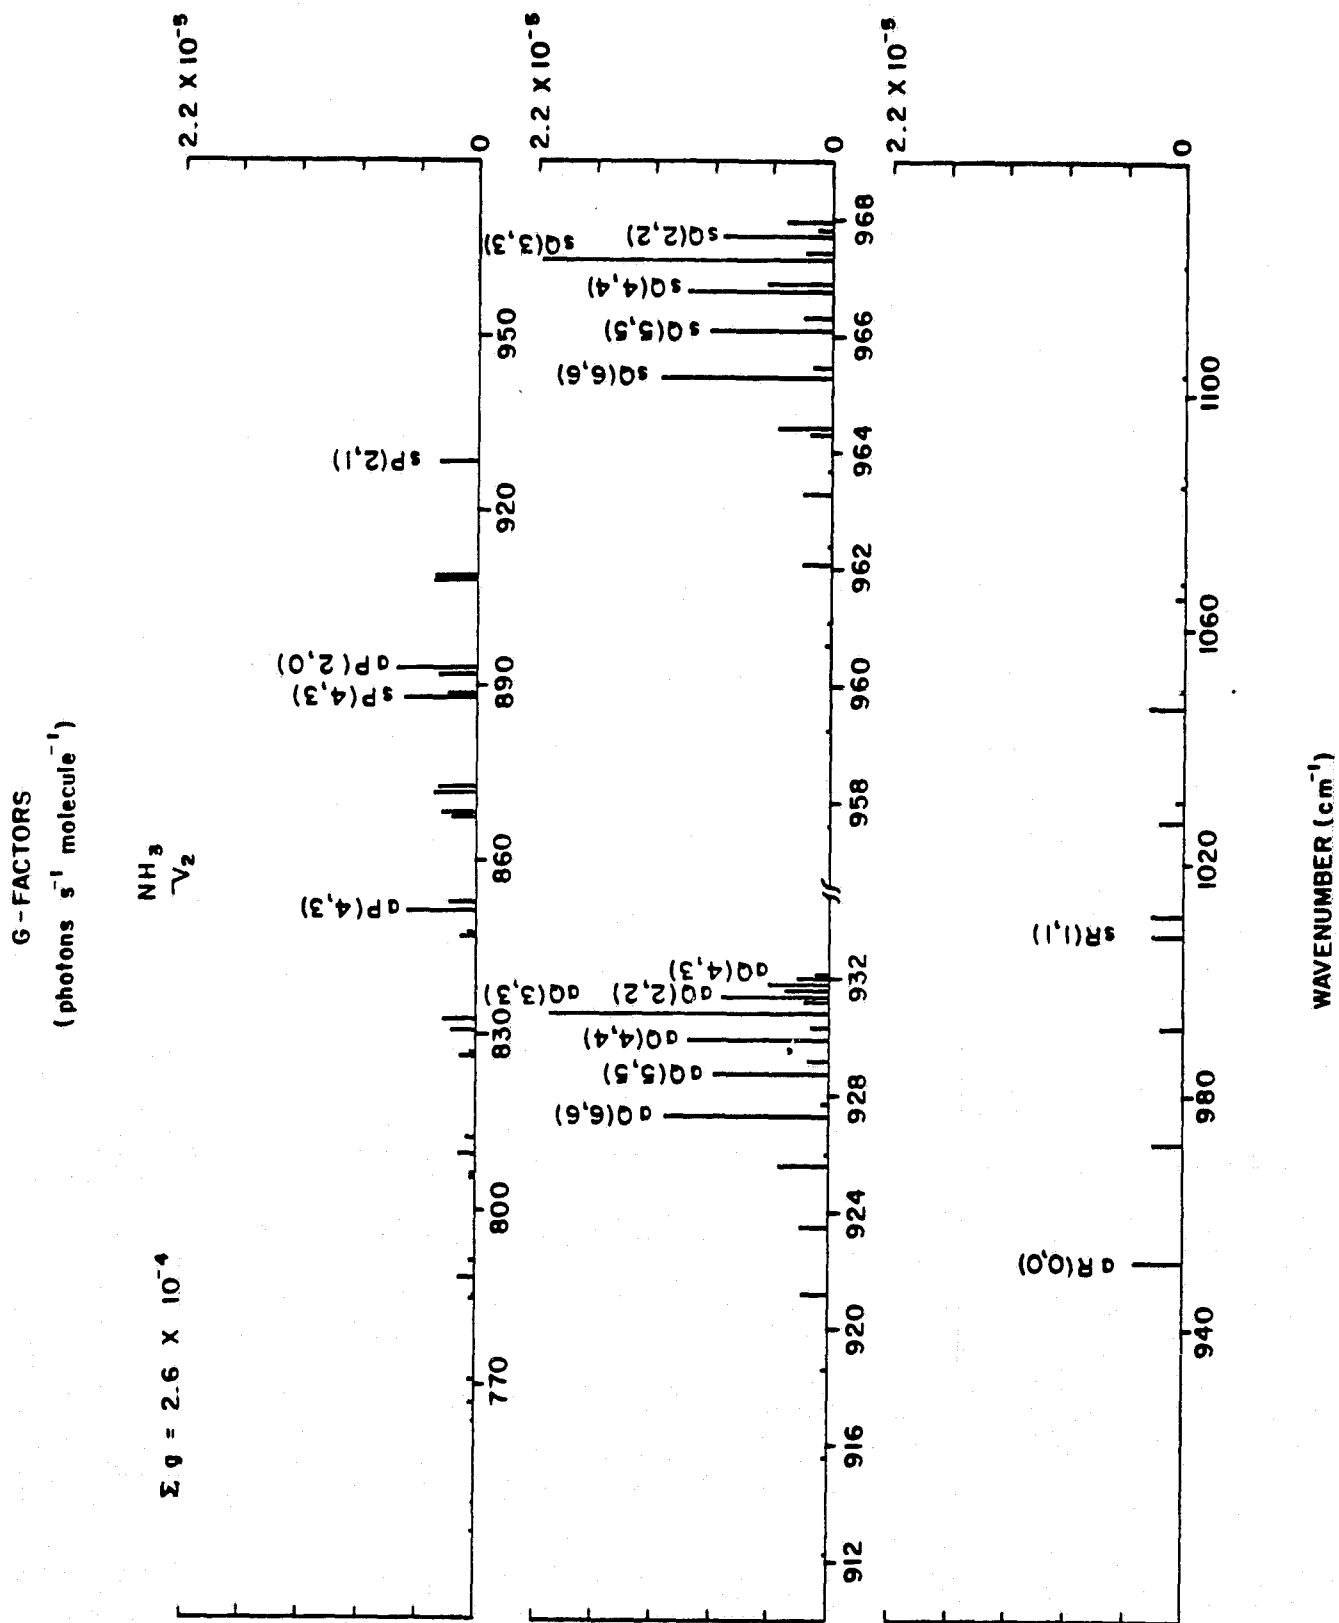 G-FACTORS
(photons s⁻¹ molecule⁻¹)
NH₃
ν₂
Σ g = 2.6 X 10⁻⁴
2.2 X 10⁻⁵
0
770
800
830
860
890
920
950
aP(4,3)
sP(4,3)
aP(2,0)
sP(2,1)
2.2 X 10⁻⁵
0
912
916
920
924
928
932
958
960
962
964
966
968
aQ(6,6)
aQ(5,5)
aQ(4,4)
aQ(3,3)
aQ(2,2)
aQ(4,3)
sQ(6,6)
sQ(5,5)
sQ(4,4)
sQ(3,3)
sQ(2,2)
2.2 X 10⁻⁵
0
940
980
1020
1060
1100
aR(0,0)
sR(1,1)
WAVENUMBER (cm⁻¹)